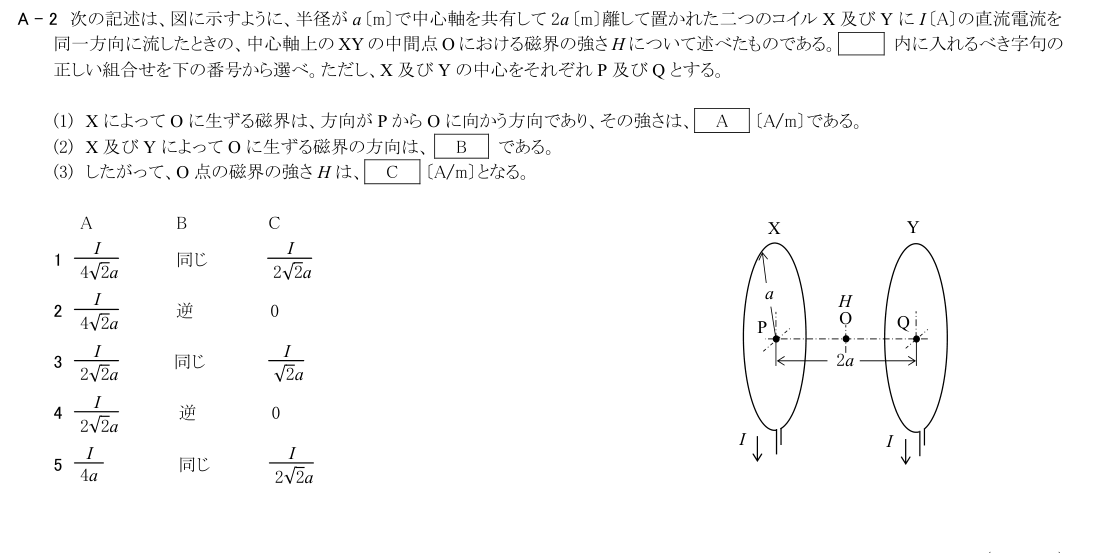 A－2 次の記述は、図に示すように、半径が a〔m〕で中心軸を共有して 2a〔m〕離して置かれた二つのコイル X 及び Y に I〔A〕の直流電流を
同一方向に流したときの、中心軸上の XY の中間点 O における磁界の強さ H について述べたものである。□ 内に入れるべき字句の
正しい組合せを下の番号から選べ。ただし、X 及び Y の中心をそれぞれ P 及び Q とする。
(1) X によって O に生ずる磁界は、方向が P から O に向かう方向であり、その強さは、 A 〔A/m〕である。
(2) X 及び Y によって O に生ずる磁界の方向は、 B である。
(3) したがって、O 点の磁界の強さ H は、 C 〔A/m〕となる。
A B C
1 I/4√2a 同じ I/2√2a
2 I/4√2a 逆 0
3 I/2√2a 同じ I/√2a
4 I/2√2a 逆 0
5 I/4a 同じ I/2√2a
X Y
a
H
P O Q
2a
I I